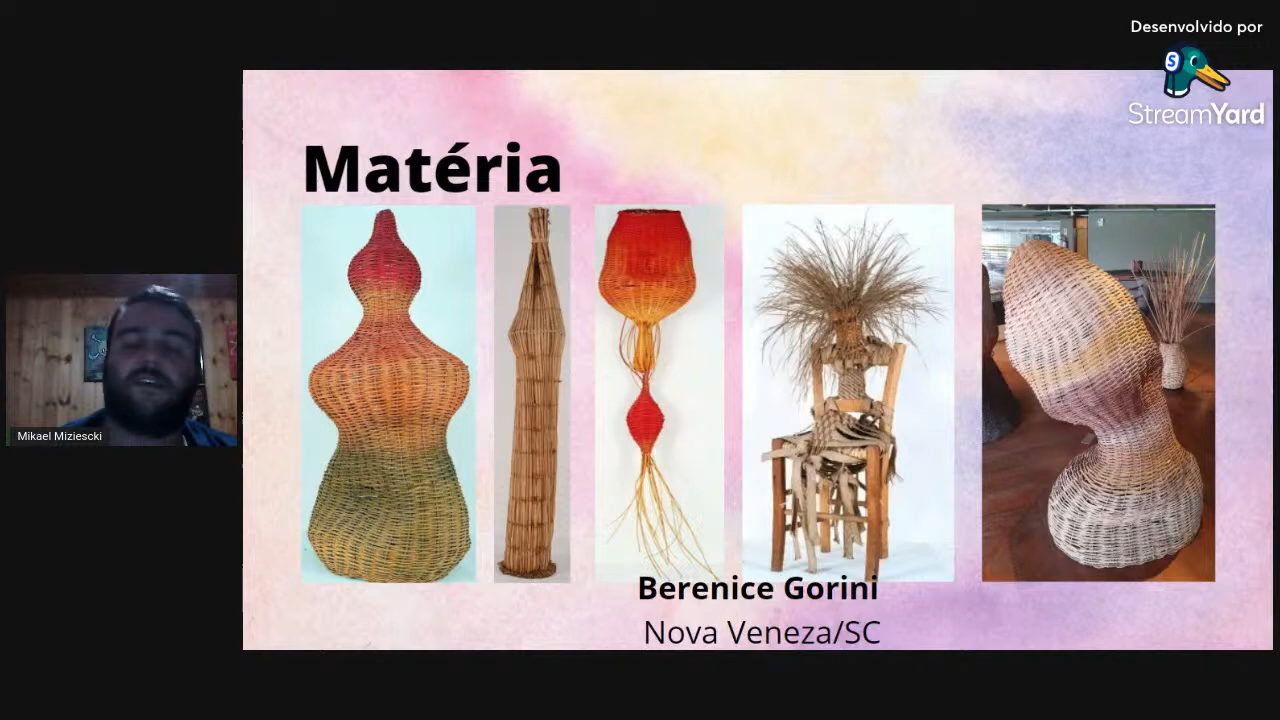 Desenvolvido por
StreamYard
Matéria
Mikael Miziescki
Berenice Gorini
Nova Veneza/SC